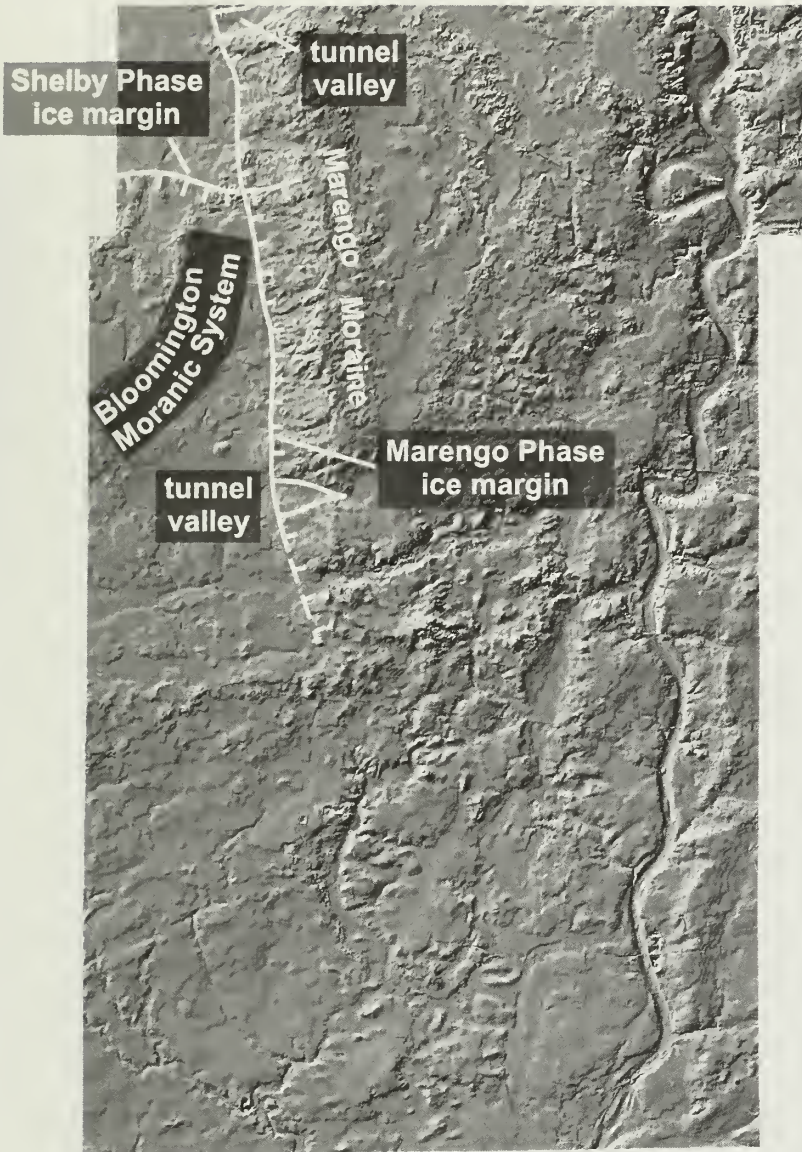 tunnel
valley
Shelby Phase
ice margin
Marengo Moraine
Bloomington
Moranic System
Marengo Phase
ice margin
tunnel
valley